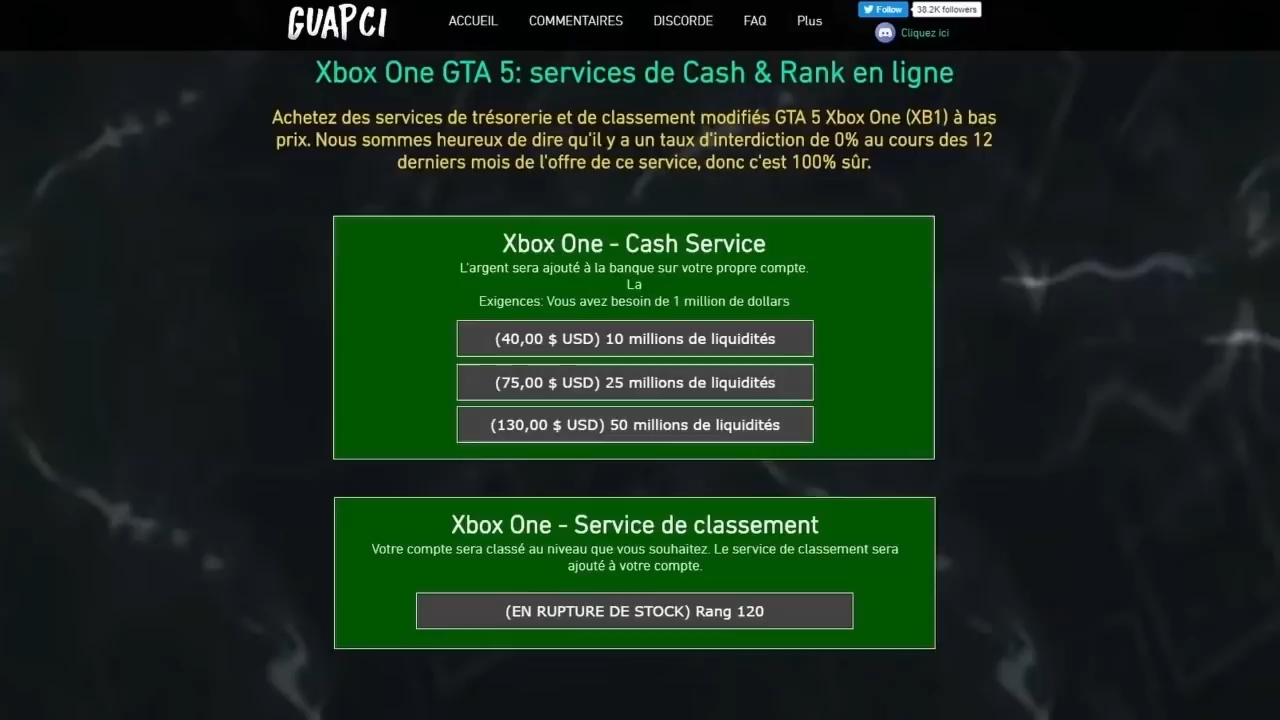 GUAPCI
ACCUEIL COMMENTAIRES DISCORDE FAQ Plus
Follow 38.2K followers
Cliquez ici
Xbox One GTA 5: services de Cash & Rank en ligne
Achetez des services de trésorerie et de classement modifiés GTA 5 Xbox One (XB1) à bas
prix. Nous sommes heureux de dire qu'il y a un taux d'interdiction de 0% au cours des 12
derniers mois de l'offre de ce service, donc c'est 100% sûr.
Xbox One - Cash Service
L'argent sera ajouté à la banque sur votre propre compte.
La
Exigences: Vous avez besoin de 1 million de dollars
(40,00 $ USD) 10 millions de liquidités
(75,00 $ USD) 25 millions de liquidités
(130,00 $ USD) 50 millions de liquidités
Xbox One - Service de classement
Votre compte sera classé au niveau que vous souhaitez. Le service de classement sera
ajouté à votre compte.
(EN RUPTURE DE STOCK) Rang 120